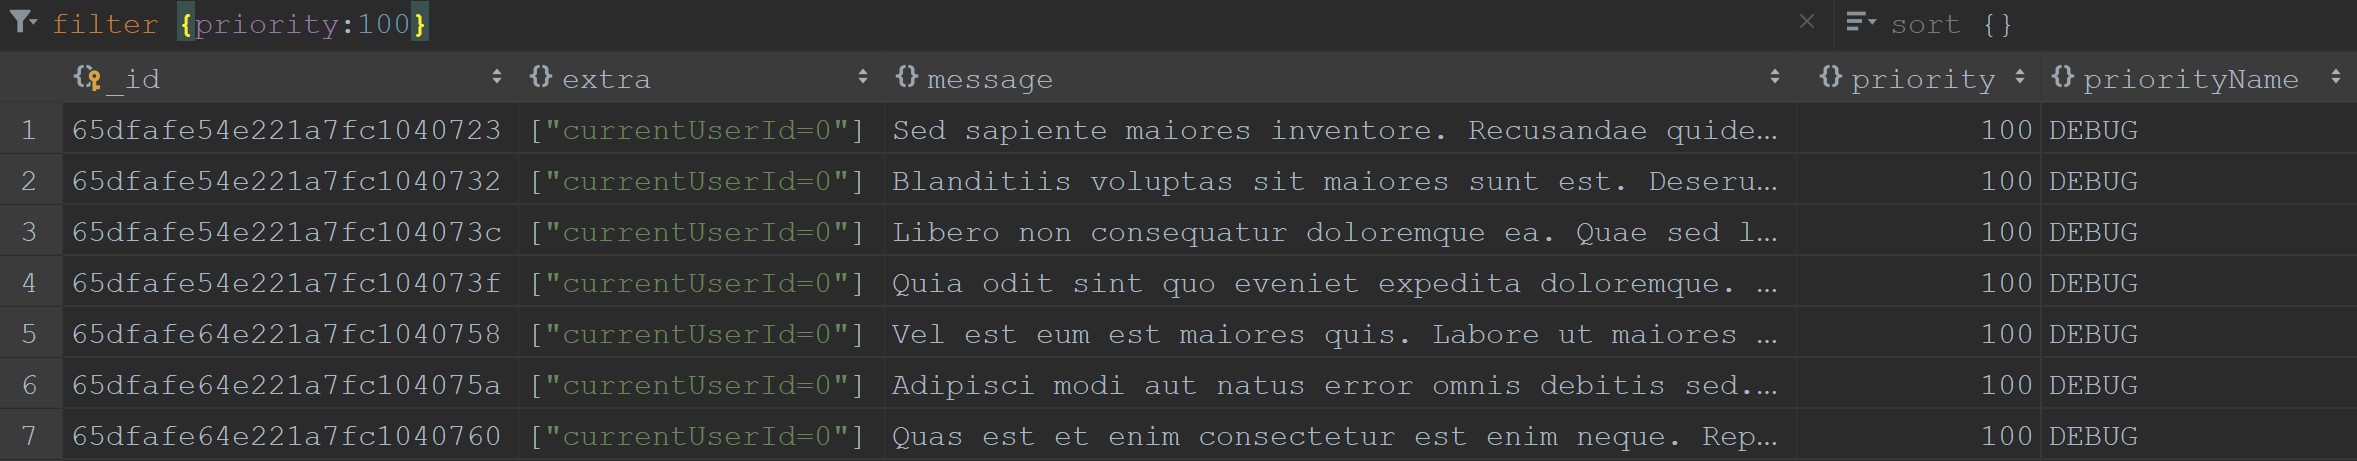 filter {priority:100} × sort {}
_id extra message priority priorityName
1 65dfafe54e221a7fc1040723 ["currentUserId=0"] Sed sapiente maiores inventore. Recusandae quide… 100 DEBUG
2 65dfafe54e221a7fc1040732 ["currentUserId=0"] Blanditiis voluptas sit maiores sunt est. Deseru… 100 DEBUG
3 65dfafe54e221a7fc104073c ["currentUserId=0"] Libero non consequatur doloremque ea. Quae sed l… 100 DEBUG
4 65dfafe54e221a7fc104073f ["currentUserId=0"] Quia odit sint quo eveniet expedita doloremque. … 100 DEBUG
5 65dfafe64e221a7fc1040758 ["currentUserId=0"] Vel est eum est maiores quis. Labore ut maiores … 100 DEBUG
6 65dfafe64e221a7fc104075a ["currentUserId=0"] Adipisci modi aut natus error omnis debitis sed.… 100 DEBUG
7 65dfafe64e221a7fc1040760 ["currentUserId=0"] Quas est et enim consectetur est enim neque. Rep… 100 DEBUG